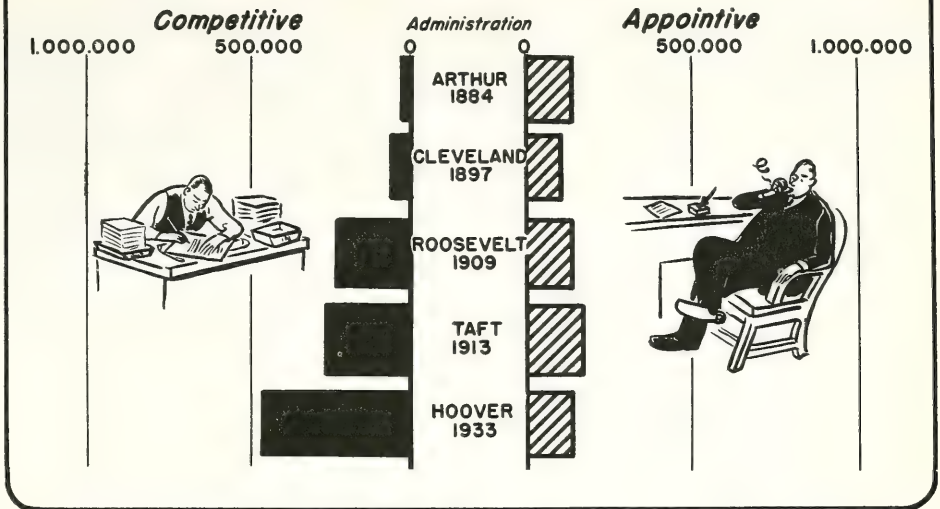 Competitive Administration Appointive
1.000.000 500.000 0 0 500.000 1.000.000
ARTHUR
1884
CLEVELAND
1897
ROOSEVELT
1909
TAFT
1913
HOOVER
1933